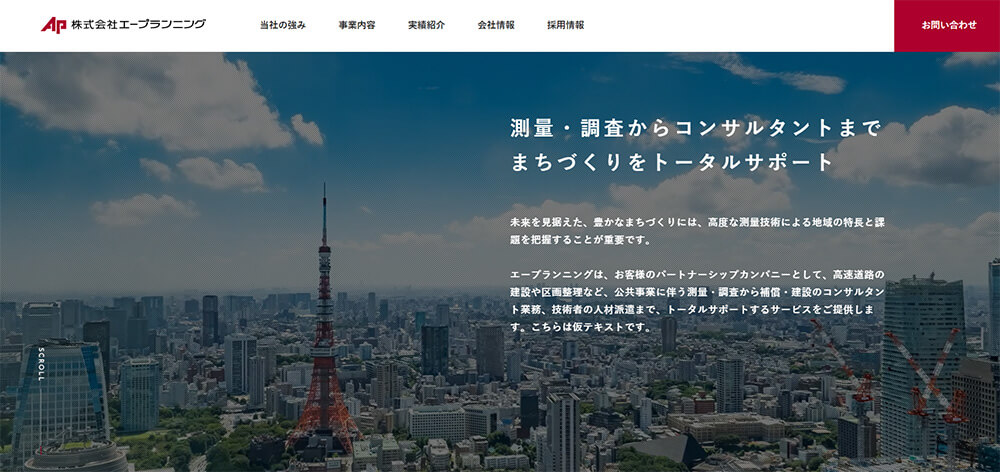 AP 株式会社エープランニング
当社の強み
事業内容
実績紹介
会社情報
採用情報
お問い合わせ
測量・調査からコンサルタントまで
まちづくりをトータルサポート
未来を見据えた、豊かなまちづくりには、高度な測量技術による地域の特長と課
題を把握することが重要です。
エープランニングは、お客様のパートナーシップカンパニーとして、高速道路の
建設や区画整理など、公共事業に伴う測量・調査から補償・建設のコンサルタン
ト業務、技術者の人材派遣まで、トータルサポートするサービスをご提供しま
す。こちらは仮テキストです。
SCROLL